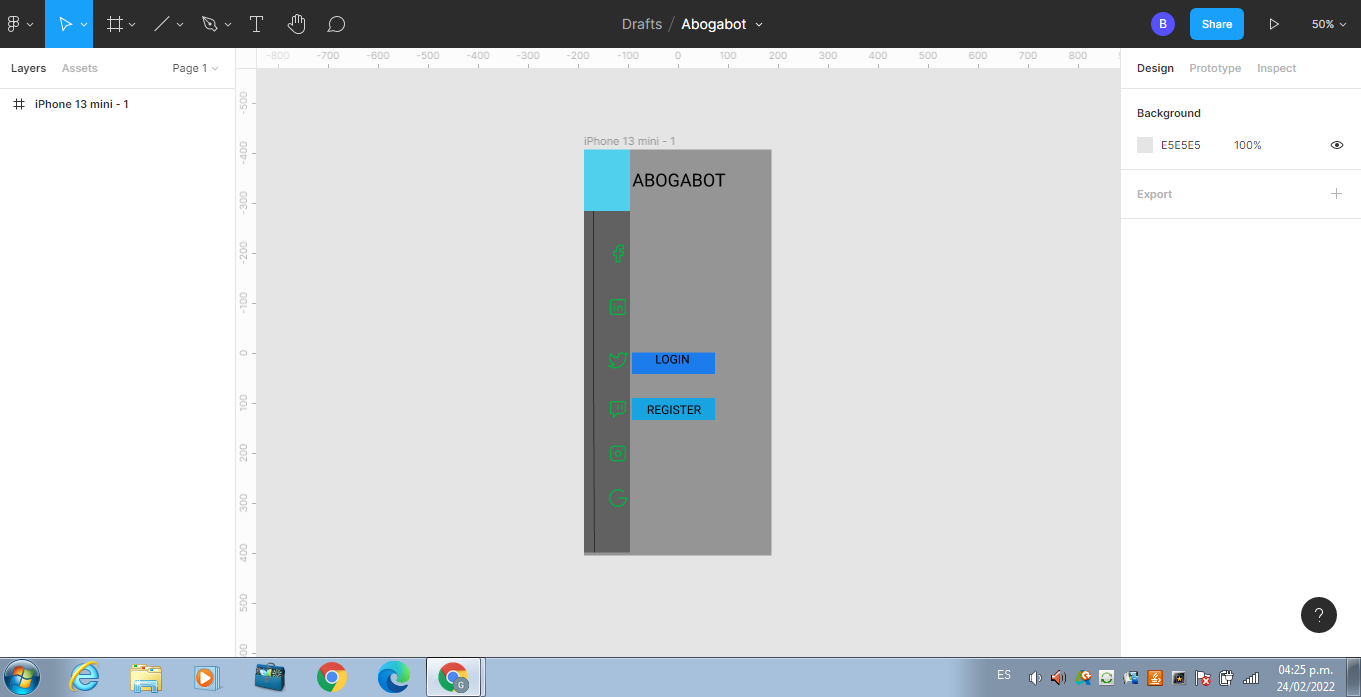 Drafts / Abogabot
B
Share
50%
Layers
Assets
Page 1
iPhone 13 mini - 1
-800 -700 -600 -500 -400 -300 -200 -100 0 100 200 300 400 500 600 700 800
-500
-400
-300
-200
-100
0
100
200
300
400
500
iPhone 13 mini - 1
ABOGABOT
in
LOGIN
REGISTER
Design
Prototype
Inspect
Background
E5E5E5
100%
Export
+
?
ES
04:25 p.m.
24/02/2022